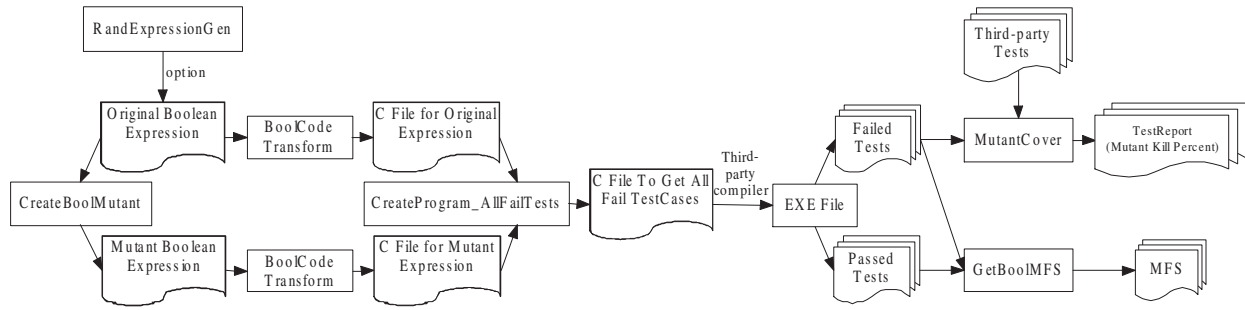 RandExpressionGen
option
Original Boolean
Expression
BoolCode
Transform
C File for Original
Expression
CreateBoolMutant
CreateProgram_AllFailTests
Mutant Boolean
Expression
BoolCode
Transform
C File for Mutant
Expression
C File To Get All
Fail TestCases
Third-
party
compiler
EXE File
Failed
Tests
Passed
Tests
Third-party
Tests
MutantCover
TestReport
(Mutant Kill Percent)
GetBoolMFS
MFS